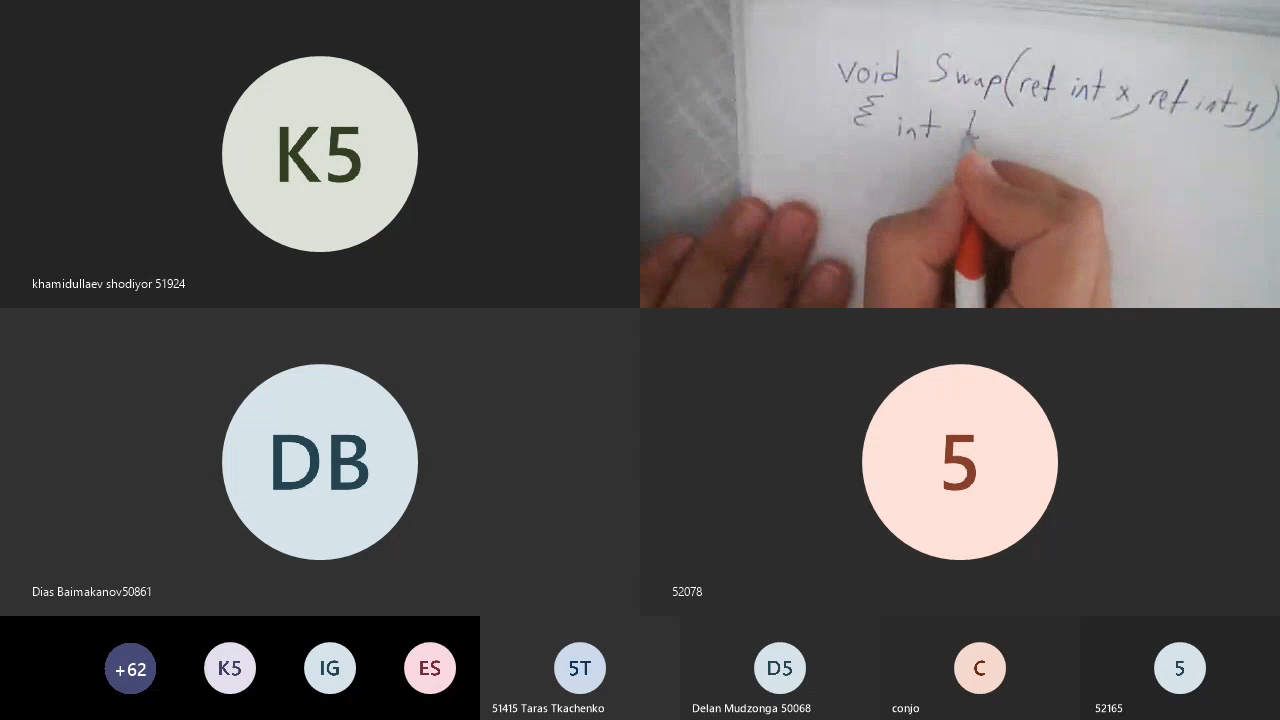 K5
khamidullaev shodiyor 51924
void Swap(ref int x, ref int y)
{ int t
DB
Dias Baimakanov50861
5
52078
+62
K5
IG
ES
5T
51415 Taras Tkachenko
D5
Delan Mudzonga 50068
C
conjo
5
52165